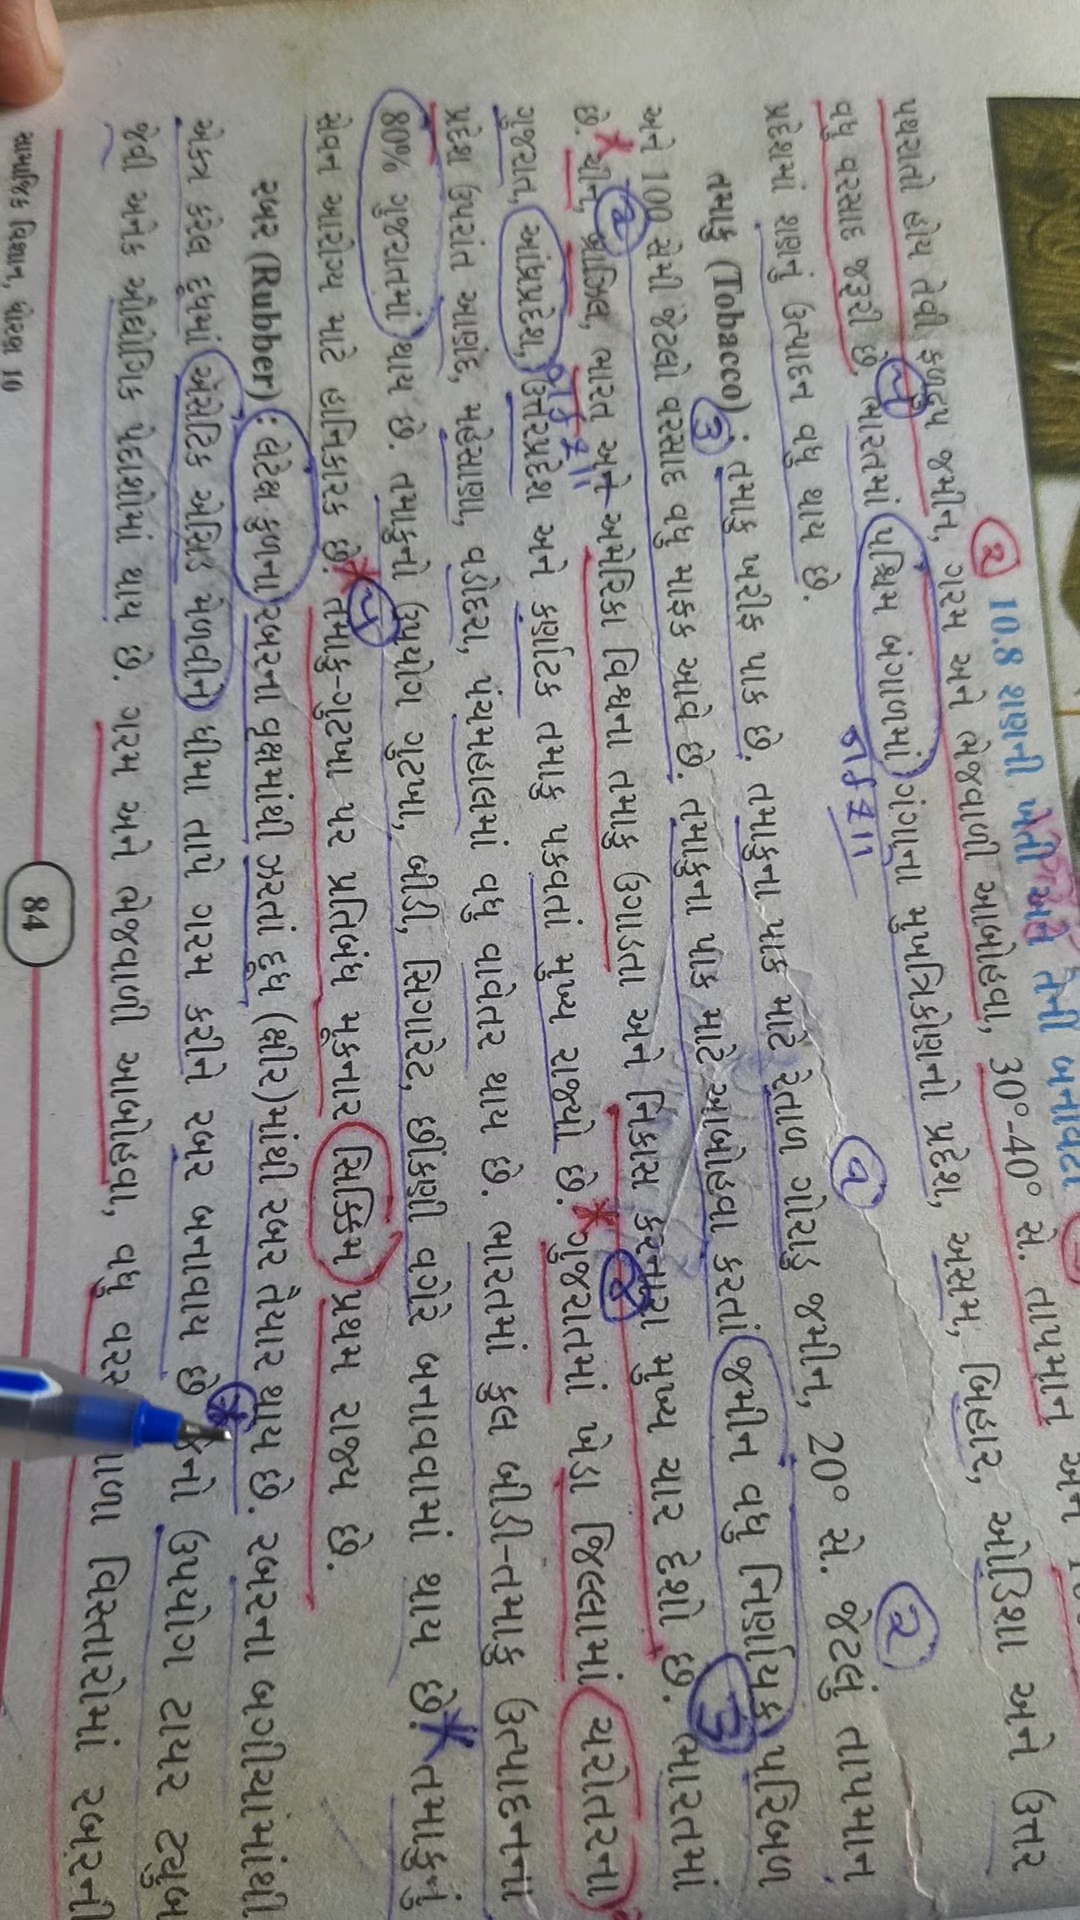 ૨ 10.8 શણની ખેતી અને તેની બનાવટો
પથરાતો હોય તેવી ફળદ્રુપ જમીન, ગરમ અને ભેજવાળી આબોહવા, 30°-40° સે. તાપમાન અને
વધુ વરસાદ જરૂરી છે. ભારતમાં પશ્ચિમ બંગાળમાં ગંગાના મુખત્રિકોણનો પ્રદેશ, અસમ, બિહાર, ઓડિશા અને ઉત્તર
પ્રદેશમાં શણનું ઉત્પાદન વધુ થાય છે.
તમાકુ (Tobacco) : તમાકુ ખરીફ પાક છે. તમાકુના પાક માટે રેતાળ ગોરાડુ જમીન, 20° સે. જેટલું તાપમાન
અને 100 સેમી જેટલો વરસાદ વધુ માફક આવે છે. તમાકુના પાક માટે આબોહવા કરતાં જમીન વધુ નિર્ણાયક પરિબળ
છે. ચીન, બ્રાઝિલ, ભારત અને અમેરિકા વિશ્વના તમાકુ ઉગાડતા અને નિકાસ કરનારા મુખ્ય ચાર દેશો છે. ભારતમાં
ગુજરાત, આંધ્રપ્રદેશ, ઉત્તરપ્રદેશ અને કર્ણાટક તમાકુ પકવતાં મુખ્ય રાજ્યો છે. ગુજરાતમાં ખેડા જિલ્લામાં ચરોતરના
પ્રદેશ ઉપરાંત આણંદ, મહેસાણા, વડોદરા, પંચમહાલમાં વધુ વાવેતર થાય છે. ભારતમાં કુલ બીડી-તમાકુ ઉત્પાદનના
80% ગુજરાતમાં થાય છે. તમાકુનો ઉપયોગ ગુટખા, બીડી, સિગારેટ, છીંકણી વગેરે બનાવવામાં થાય છે. તમાકુનું
સેવન આરોગ્ય માટે હાનિકારક છે. તમાકુ-ગુટખા પર પ્રતિબંધ મૂકનાર સિક્કિમ પ્રથમ રાજ્ય છે.
રબર (Rubber) : લેટેક્ષ કુળના રબરના વૃક્ષમાંથી ઝરતાં દૂધ (ક્ષીર)માંથી રબર તૈયાર થાય છે. રબરના બગીચાંમાંથી
એકત્ર કરેલ દૂધમાં એસેટિક એસિડ મેળવીને ધીમા તાપે ગરમ કરીને રબર બનાવાય છે ઉપયોગ ટાયર ટ્યુબ
જેવી અનેક ઔદ્યોગિક પેદાશોમાં થાય છે. ગરમ અને ભેજવાળી આબોહવા, વધુ વિસ્તારોમાં રબરની
84
સામાજિક વિજ્ઞાન, ધોરણ 10